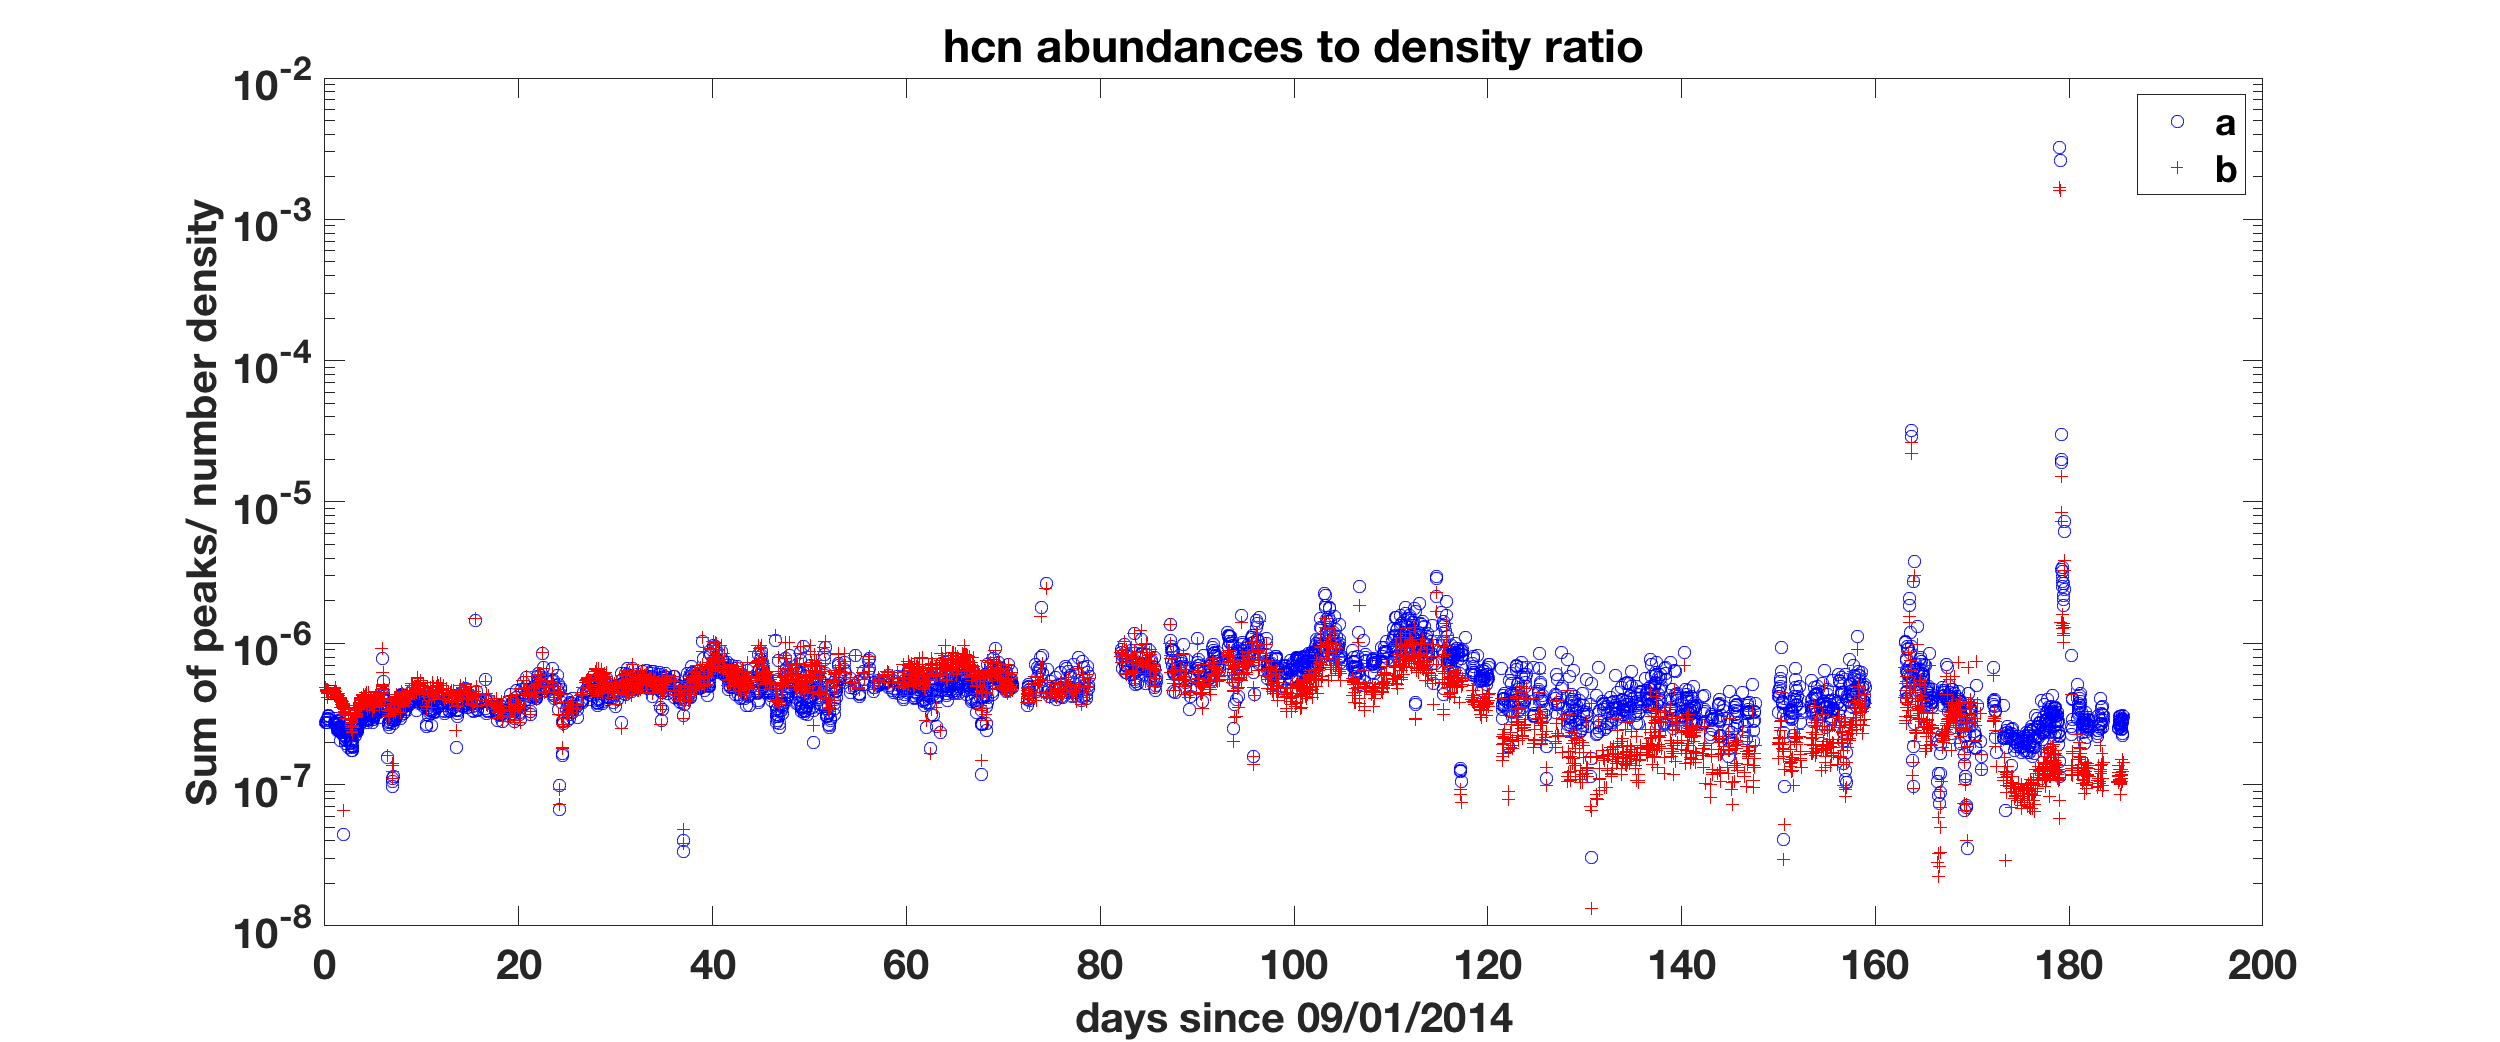 hcn abundances to density ratio
10-2
10-3
10-4
10-5
10-6
10-7
10-8
Sum of peaks/ number density
0 20 40 60 80 100 120 140 160 180 200
days since 09/01/2014
a
b